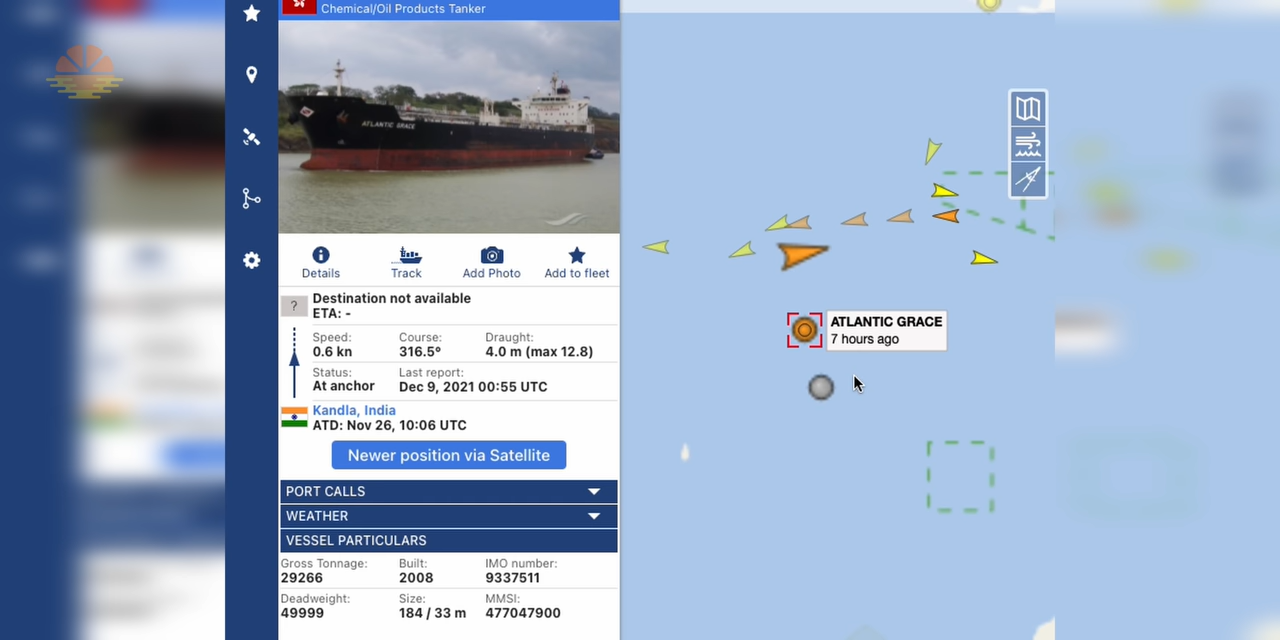 Chemical/Oil Products Tanker
ATLANTIC GRACE
Details
Track
Add Photo
Add to fleet
?
Destination not available
ETA: -
Speed:
Course:
Draught:
0.6 kn
316.5°
4.0 m (max 12.8)
Status:
Last report:
At anchor
Dec 9, 2021 00:55 UTC
Kandla, India
ATD: Nov 26, 10:06 UTC
Newer position via Satellite
PORT CALLS
WEATHER
VESSEL PARTICULARS
Gross Tonnage:
Built:
IMO number:
29266
2008
9337511
Deadweight:
Size:
MMSI:
49999
184 / 33 m
477047900
ATLANTIC GRACE
7 hours ago